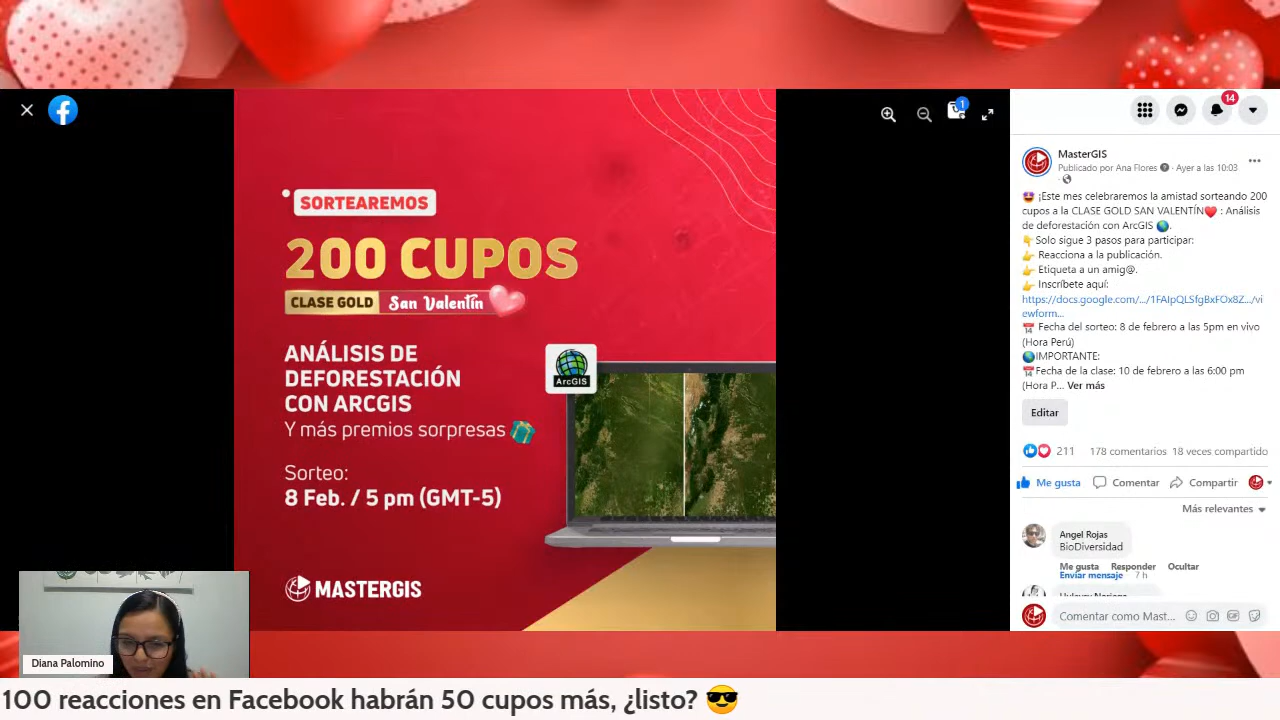 SORTEAREMOS
200 CUPOS
CLASE GOLD San Valentín
ANÁLISIS DE
DEFORESTACIÓN
CON ARCGIS
Y más premios sorpresas
Sorteo:
8 Feb. / 5 pm (GMT-5)
ArcGIS
MASTERGIS
1
14
MasterGIS
Publicado por Ana Flores · Ayer a las 10:03
·
🤩 ¡Este mes celebraremos la amistad sorteando 200
cupos a la CLASE GOLD SAN VALENTÍN❤️ : Análisis
de deforestación con ArcGIS 🌎.
👇Solo sigue 3 pasos para participar:
👉 Reacciona a la publicación.
👉 Etiqueta a un amig@.
👉 Inscríbete aquí:
https://docs.google.com/.../1FAIpQLSfgBxFOx8Z.../vi
ewform...
📅 Fecha del sorteo: 8 de febrero a las 5pm en vivo
(Hora Perú)
🌎IMPORTANTE:
📅Fecha de la clase: 10 de febrero a las 6:00 pm
(Hora P... Ver más
Editar
211 178 comentarios 18 veces compartido
Me gusta Comentar Compartir
Más relevantes
Angel Rojas
BioDiversidad
Me gusta Responder Ocultar
Enviar mensaje 7 h
Comentar como Mast...
Diana Palomino
100 reacciones en Facebook habrán 50 cupos más, ¿listo? 😎